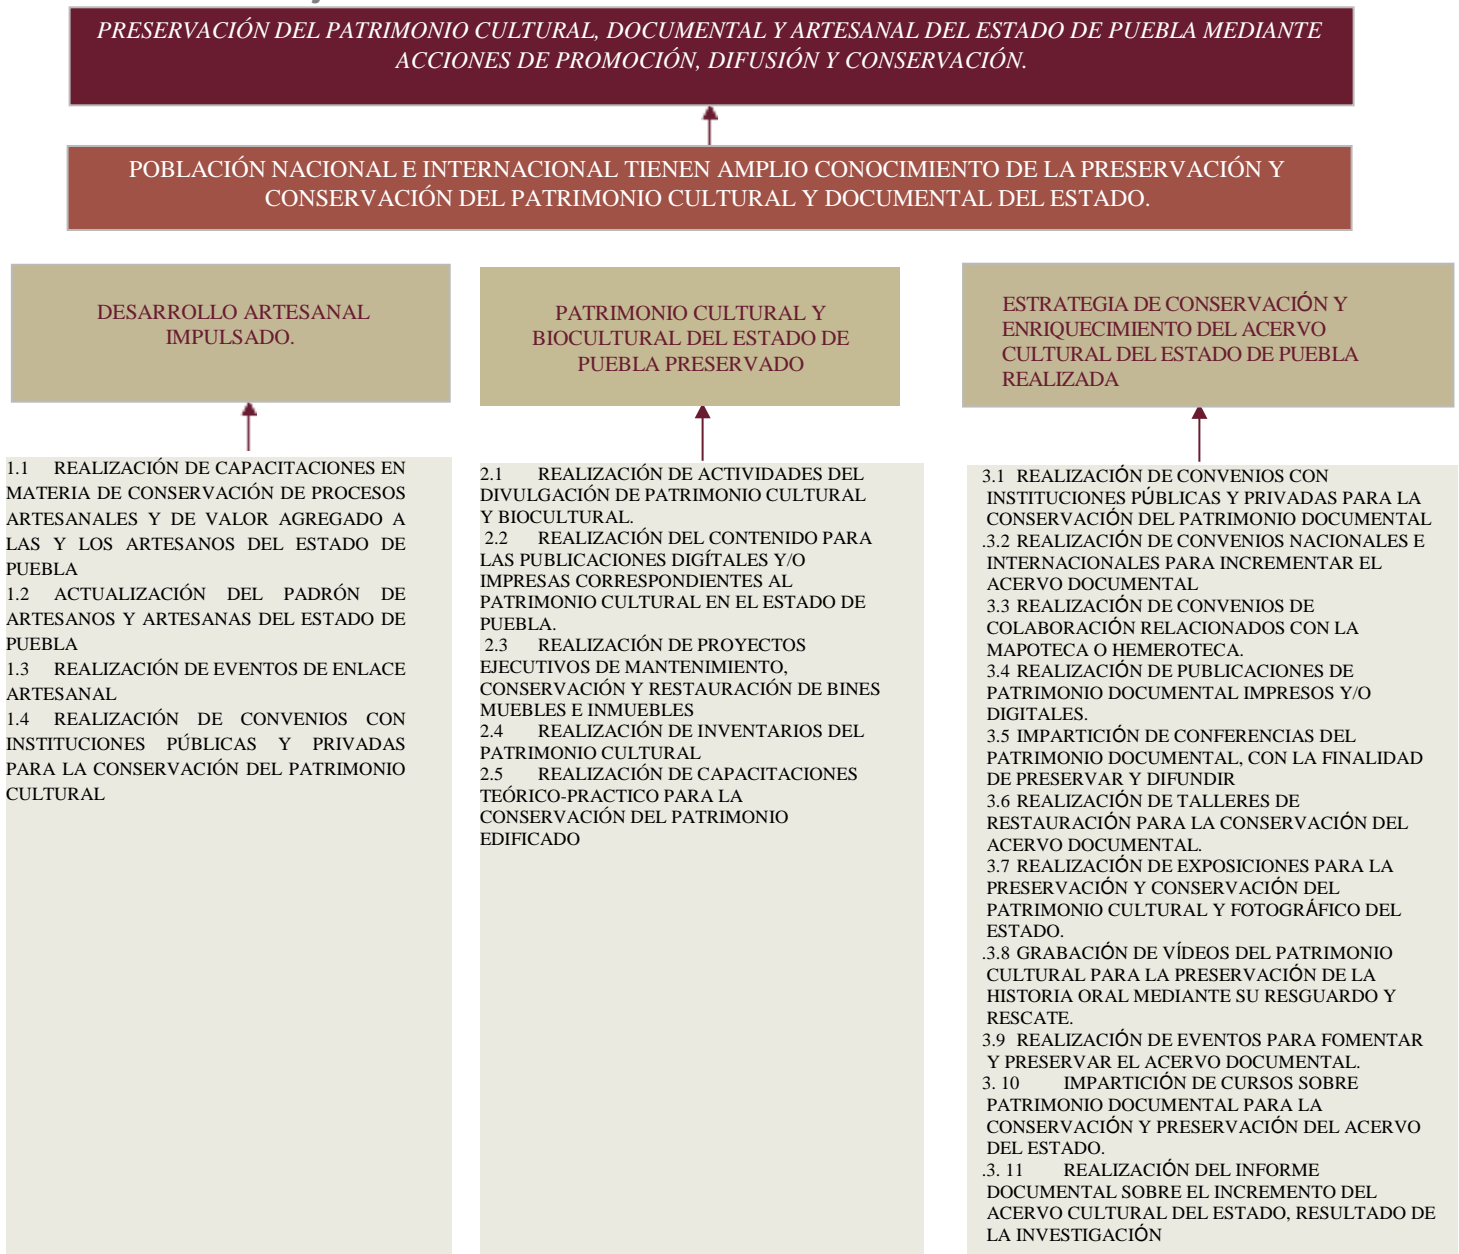 PRESERVACIÓN DEL PATRIMONIO CULTURAL, DOCUMENTAL Y ARTESANAL DEL ESTADO DE PUEBLA MEDIANTE
ACCIONES DE PROMOCIÓN, DIFUSIÓN Y CONSERVACIÓN.
POBLACIÓN NACIONAL E INTERNACIONAL TIENEN AMPLIO CONOCIMIENTO DE LA PRESERVACIÓN Y
CONSERVACIÓN DEL PATRIMONIO CULTURAL Y DOCUMENTAL DEL ESTADO.
DESARROLLO ARTESANAL
IMPULSADO.
1.1 REALIZACIÓN DE CAPACITACIONES EN
MATERIA DE CONSERVACIÓN DE PROCESOS
ARTESANALES Y DE VALOR AGREGADO A
LAS Y LOS ARTESANOS DEL ESTADO DE
PUEBLA
1.2 ACTUALIZACIÓN DEL PADRÓN DE
ARTESANOS Y ARTESANAS DEL ESTADO DE
PUEBLA
1.3 REALIZACIÓN DE EVENTOS DE ENLACE
ARTESANAL
1.4 REALIZACIÓN DE CONVENIOS CON
INSTITUCIONES PÚBLICAS Y PRIVADAS
PARA LA CONSERVACIÓN DEL PATRIMONIO
CULTURAL
PATRIMONIO CULTURAL Y
BIOCULTURAL DEL ESTADO DE
PUEBLA PRESERVADO
2.1 REALIZACIÓN DE ACTIVIDADES DEL
DIVULGACIÓN DE PATRIMONIO CULTURAL
Y BIOCULTURAL.
2.2 REALIZACIÓN DEL CONTENIDO PARA
LAS PUBLICACIONES DIGÍTALES Y/O
IMPRESAS CORRESPONDIENTES AL
PATRIMONIO CULTURAL EN EL ESTADO DE
PUEBLA.
2.3 REALIZACIÓN DE PROYECTOS
EJECUTIVOS DE MANTENIMIENTO,
CONSERVACIÓN Y RESTAURACIÓN DE BINES
MUEBLES E INMUEBLES
2.4 REALIZACIÓN DE INVENTARIOS DEL
PATRIMONIO CULTURAL
2.5 REALIZACIÓN DE CAPACITACIONES
TEÓRICO-PRACTICO PARA LA
CONSERVACIÓN DEL PATRIMONIO
EDIFICADO
ESTRATEGIA DE CONSERVACIÓN Y
ENRIQUECIMIENTO DEL ACERVO
CULTURAL DEL ESTADO DE PUEBLA
REALIZADA
3.1 REALIZACIÓN DE CONVENIOS CON
INSTITUCIONES PÚBLICAS Y PRIVADAS PARA LA
CONSERVACIÓN DEL PATRIMONIO DOCUMENTAL
.3.2 REALIZACIÓN DE CONVENIOS NACIONALES E
INTERNACIONALES PARA INCREMENTAR EL
ACERVO DOCUMENTAL
3.3 REALIZACIÓN DE CONVENIOS DE
COLABORACIÓN RELACIONADOS CON LA
MAPOTECA O HEMEROTECA.
3.4 REALIZACIÓN DE PUBLICACIONES DE
PATRIMONIO DOCUMENTAL IMPRESOS Y/O
DIGITALES.
3.5 IMPARTICIÓN DE CONFERENCIAS DEL
PATRIMONIO DOCUMENTAL, CON LA FINALIDAD
DE PRESERVAR Y DIFUNDIR
3.6 REALIZACIÓN DE TALLERES DE
RESTAURACIÓN PARA LA CONSERVACIÓN DEL
ACERVO DOCUMENTAL.
3.7 REALIZACIÓN DE EXPOSICIONES PARA LA
PRESERVACIÓN Y CONSERVACIÓN DEL
PATRIMONIO CULTURAL Y FOTOGRÁFICO DEL
ESTADO.
.3.8 GRABACIÓN DE VÍDEOS DEL PATRIMONIO
CULTURAL PARA LA PRESERVACIÓN DE LA
HISTORIA ORAL MEDIANTE SU RESGUARDO Y
RESCATE.
3.9 REALIZACIÓN DE EVENTOS PARA FOMENTAR
Y PRESERVAR EL ACERVO DOCUMENTAL.
3. 10 IMPARTICIÓN DE CURSOS SOBRE
PATRIMONIO DOCUMENTAL PARA LA
CONSERVACIÓN Y PRESERVACIÓN DEL ACERVO
DEL ESTADO.
.3. 11 REALIZACIÓN DEL INFORME
DOCUMENTAL SOBRE EL INCREMENTO DEL
ACERVO CULTURAL DEL ESTADO, RESULTADO DE
LA INVESTIGACIÓN